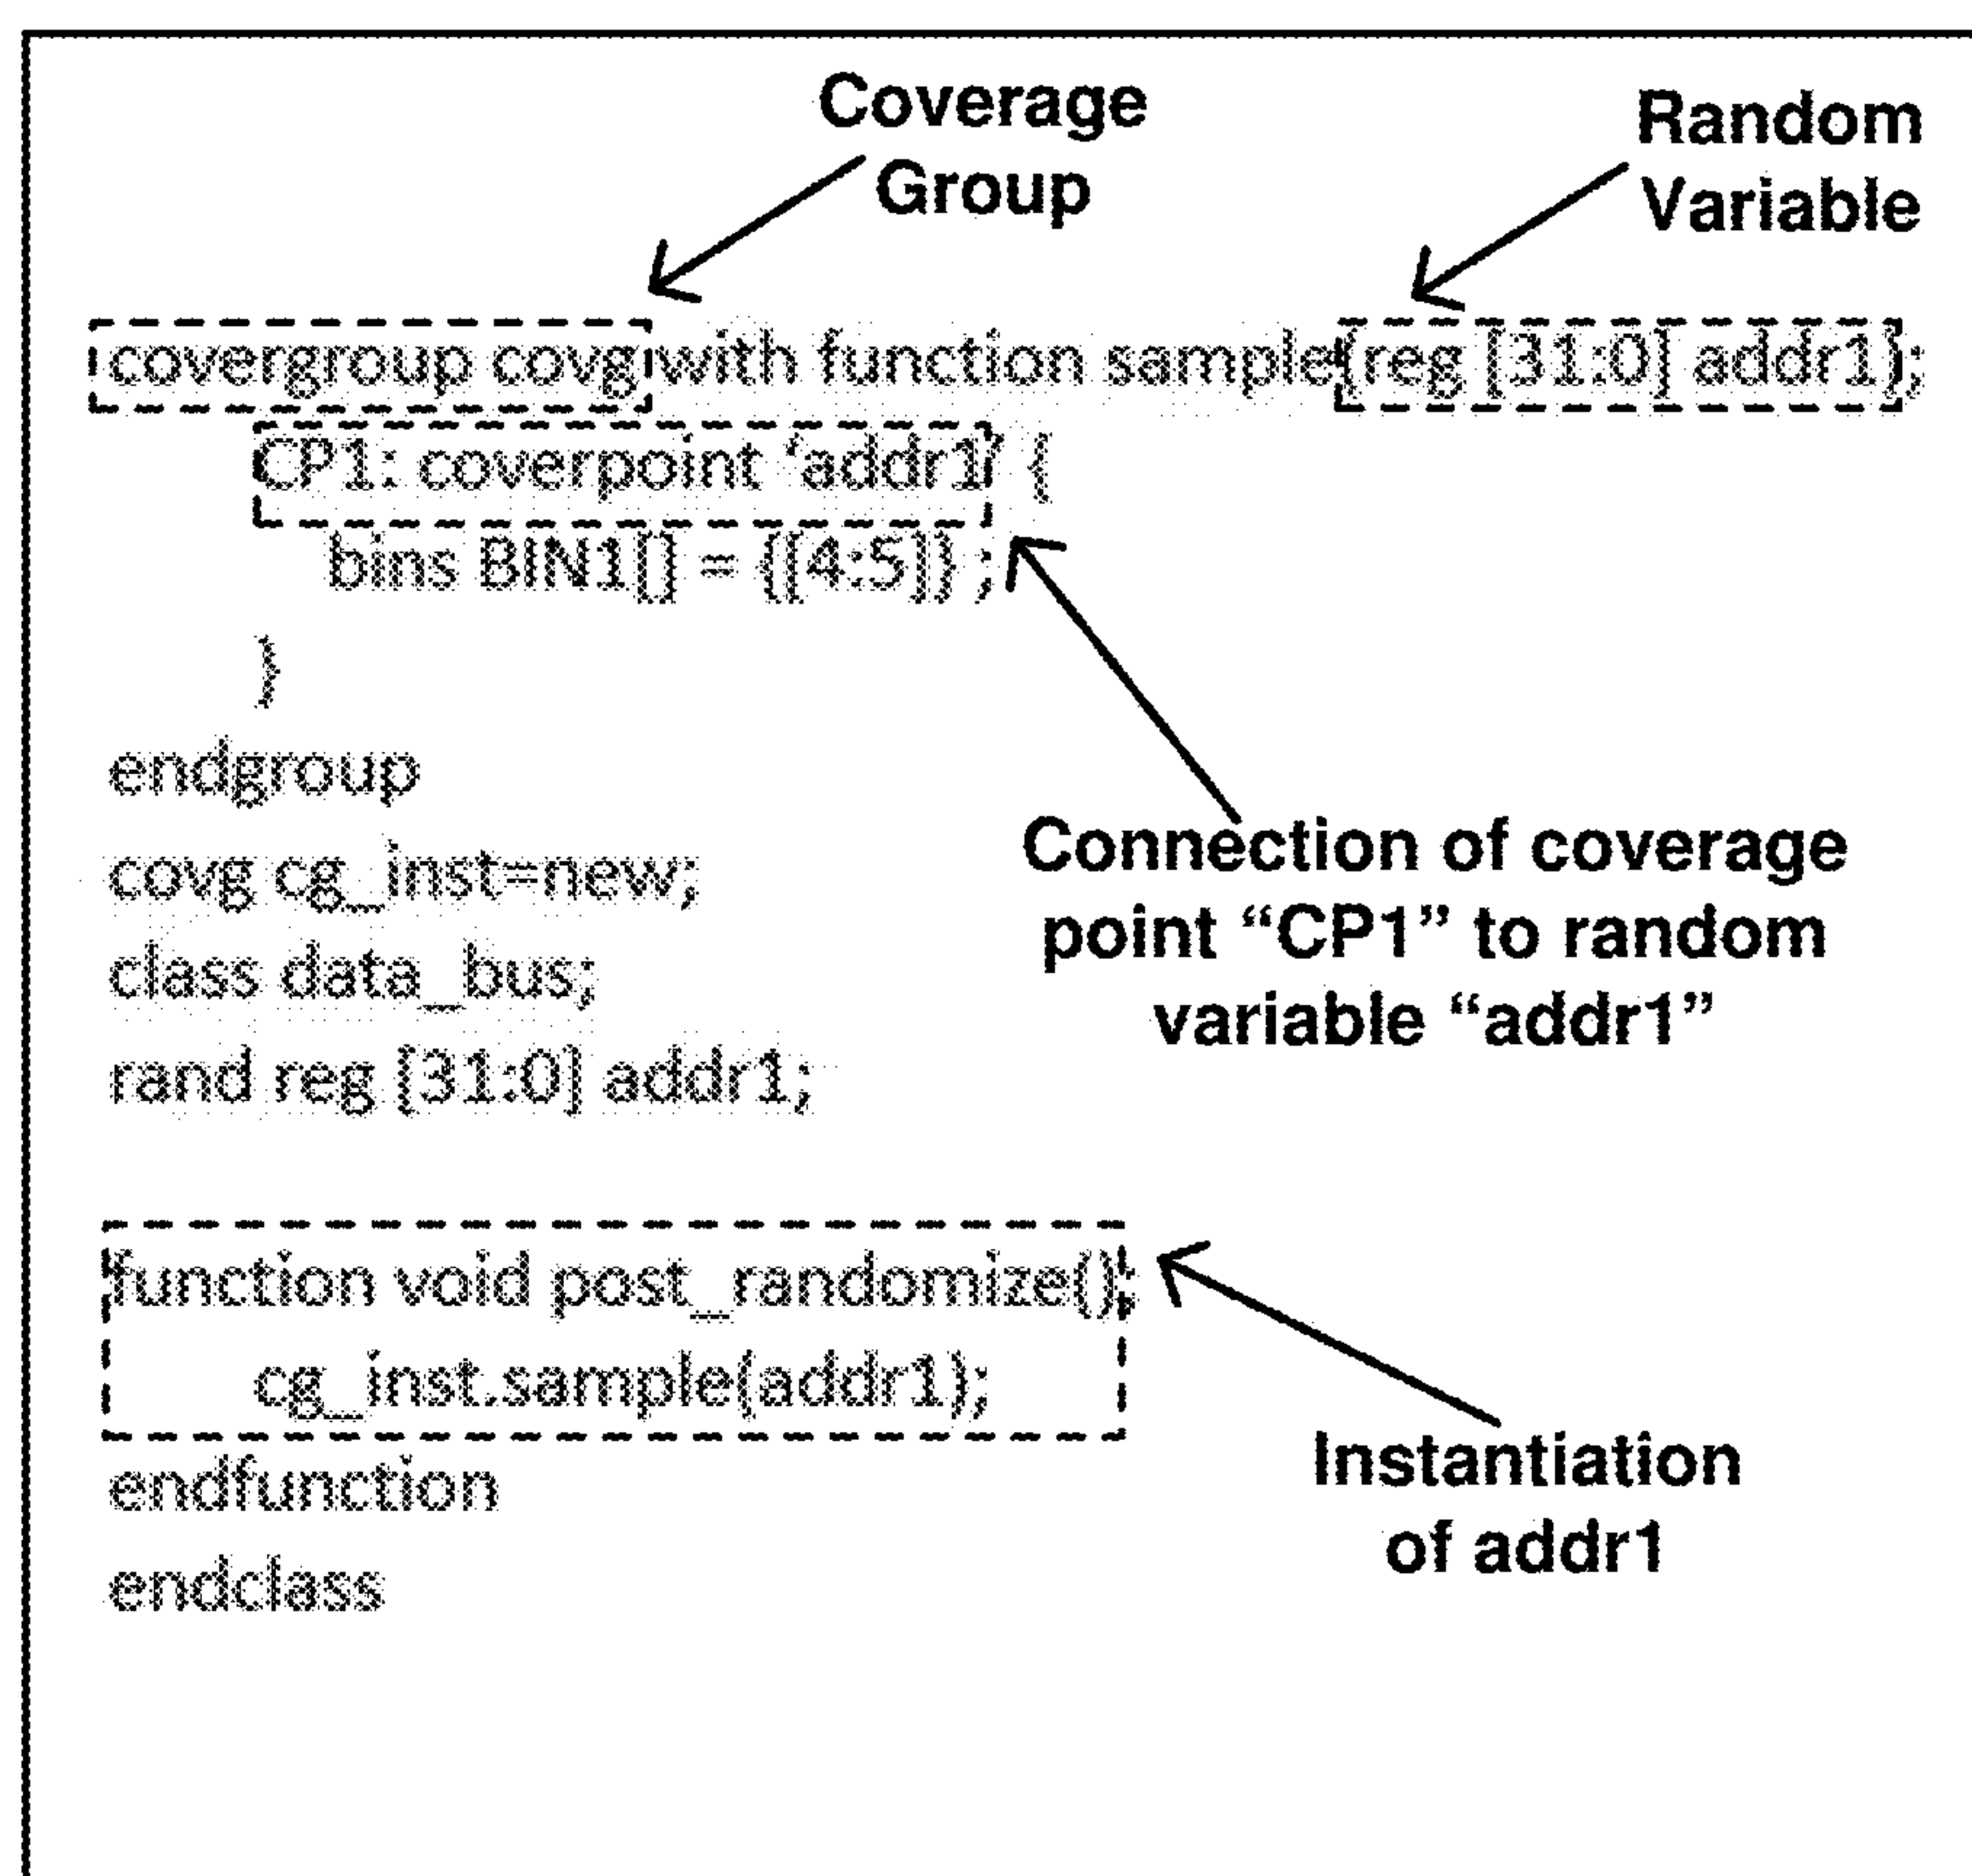 Coverage
Group
Random
Variable
covergroup covg with function sample(reg [31:0] addr1);
CP1: coverpoint ‘addr1’ {
bins BIN1[] = {[4:5]} ;
}
endgroup
covg cg_inst=new;
class data_bus;
rand reg [31:0] addr1;
Connection of coverage
point “CP1” to random
variable “addr1”
function void post_randomize();
cg_inst.sample(addr1);
endfunction
endclass
Instantiation
of addr1